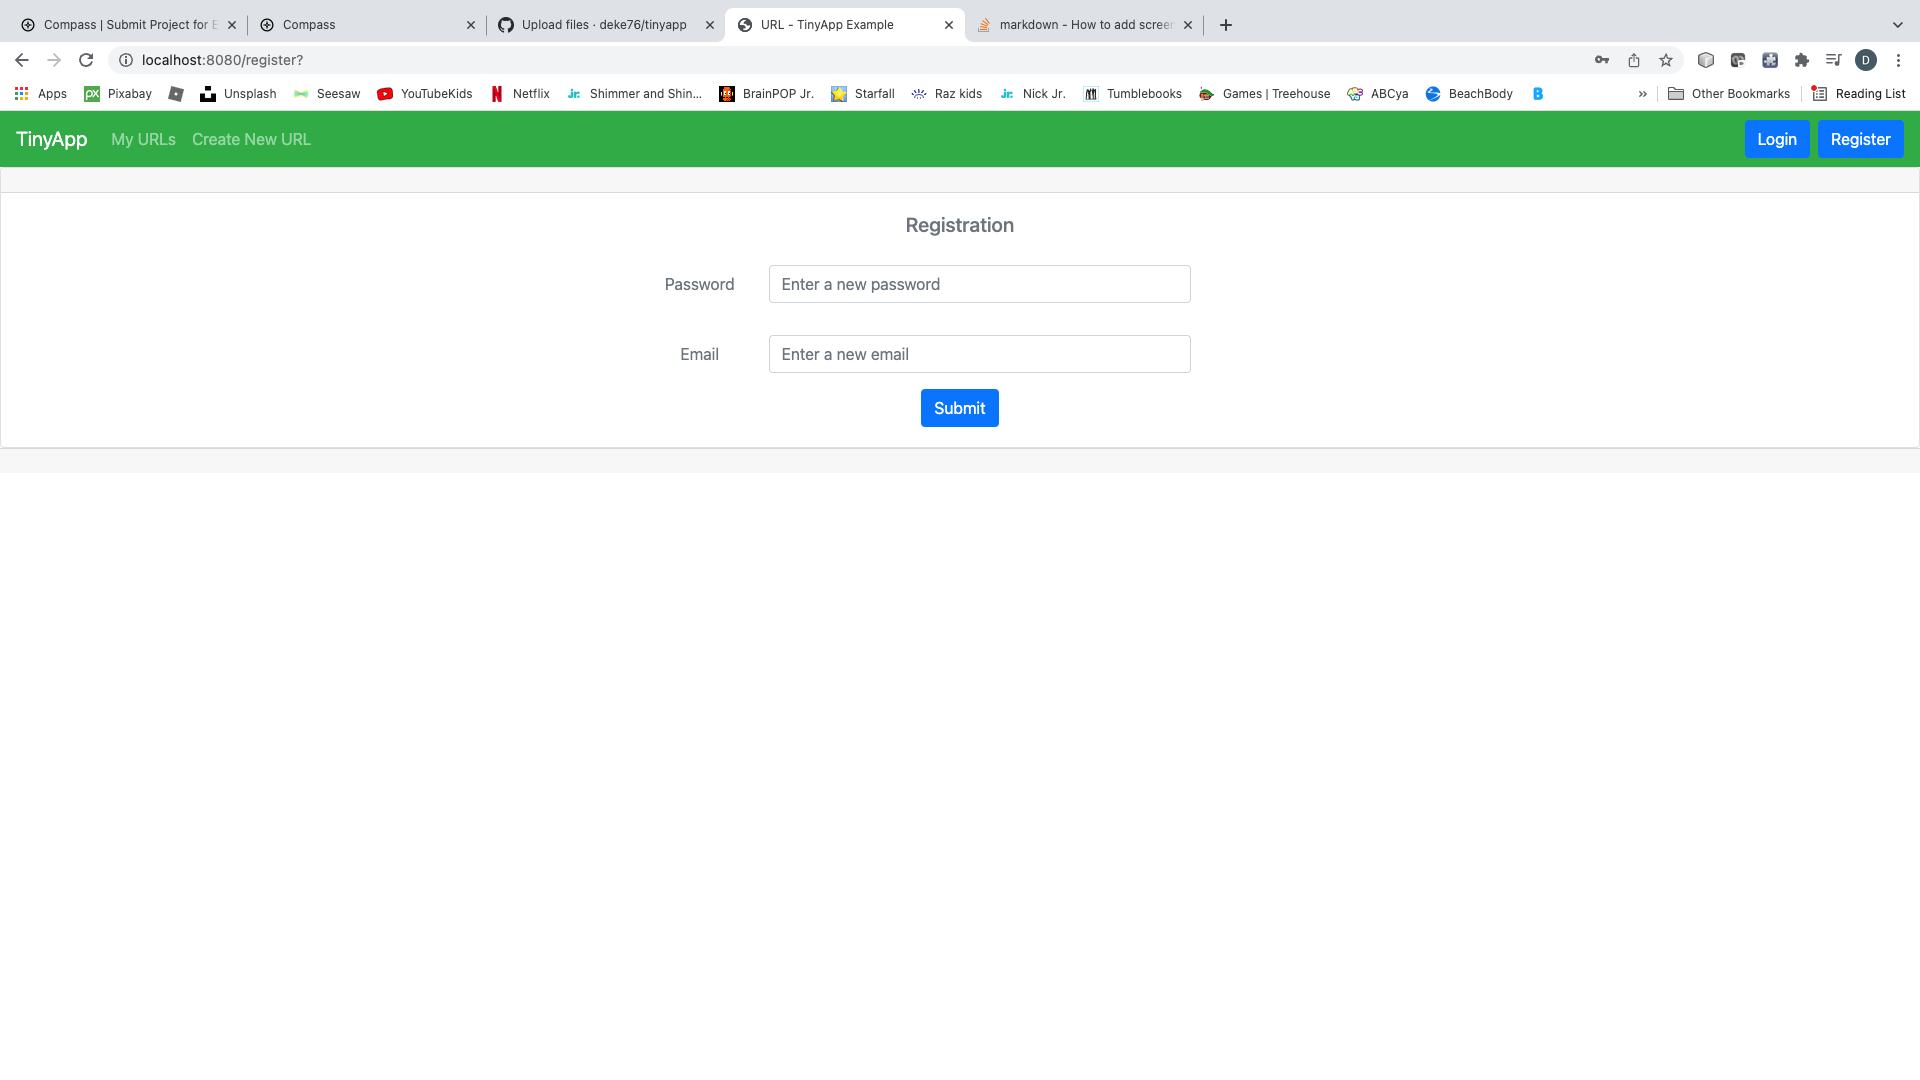 Compass | Submit Project for E
Compass
Upload files · deke76/tinyapp
URL - TinyApp Example
markdown - How to add screen
localhost:8080/register?
D
Apps
Pixabay
Unsplash
Seesaw
YouTubeKids
Netflix
Jr. Shimmer and Shin...
BrainPOP Jr.
Starfall
Raz kids
Jr. Nick Jr.
Tumblebooks
Games | Treehouse
ABCya
BeachBody
B
» Other Bookmarks
Reading List
TinyApp My URLs Create New URL
Login Register
Registration
Password Enter a new password
Email Enter a new email
Submit